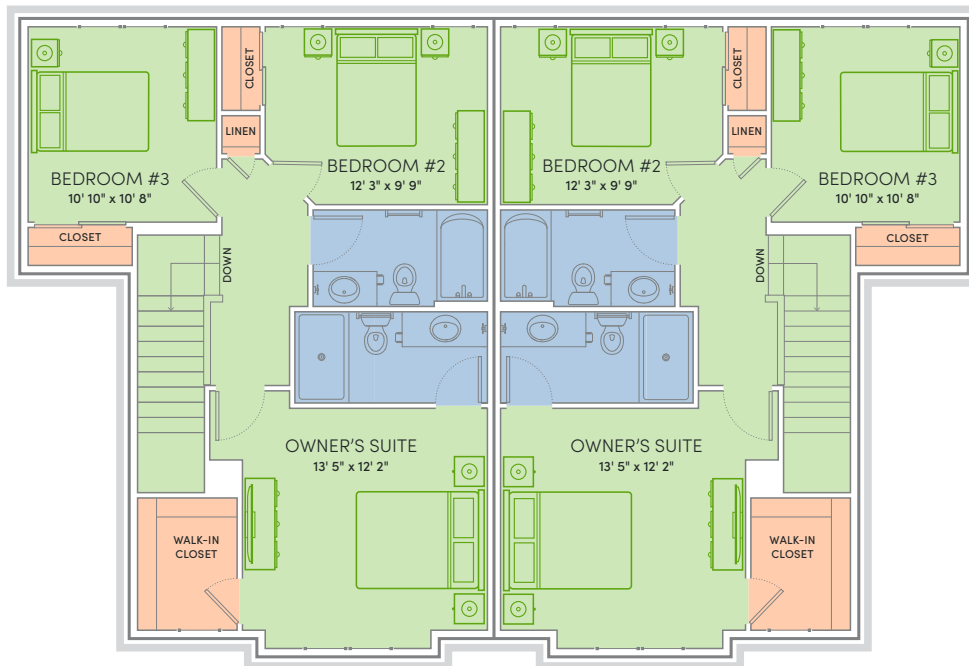 CLOSET
LINEN
BEDROOM #2
12' 3" x 9' 9"
BEDROOM #3
10' 10" x 10' 8"
CLOSET
DOWN
OWNER'S SUITE
13' 5" x 12' 2"
WALK-IN
CLOSET
CLOSET
LINEN
BEDROOM #2
12' 3" x 9' 9"
BEDROOM #3
10' 10" x 10' 8"
CLOSET
DOWN
OWNER'S SUITE
13' 5" x 12' 2"
WALK-IN
CLOSET